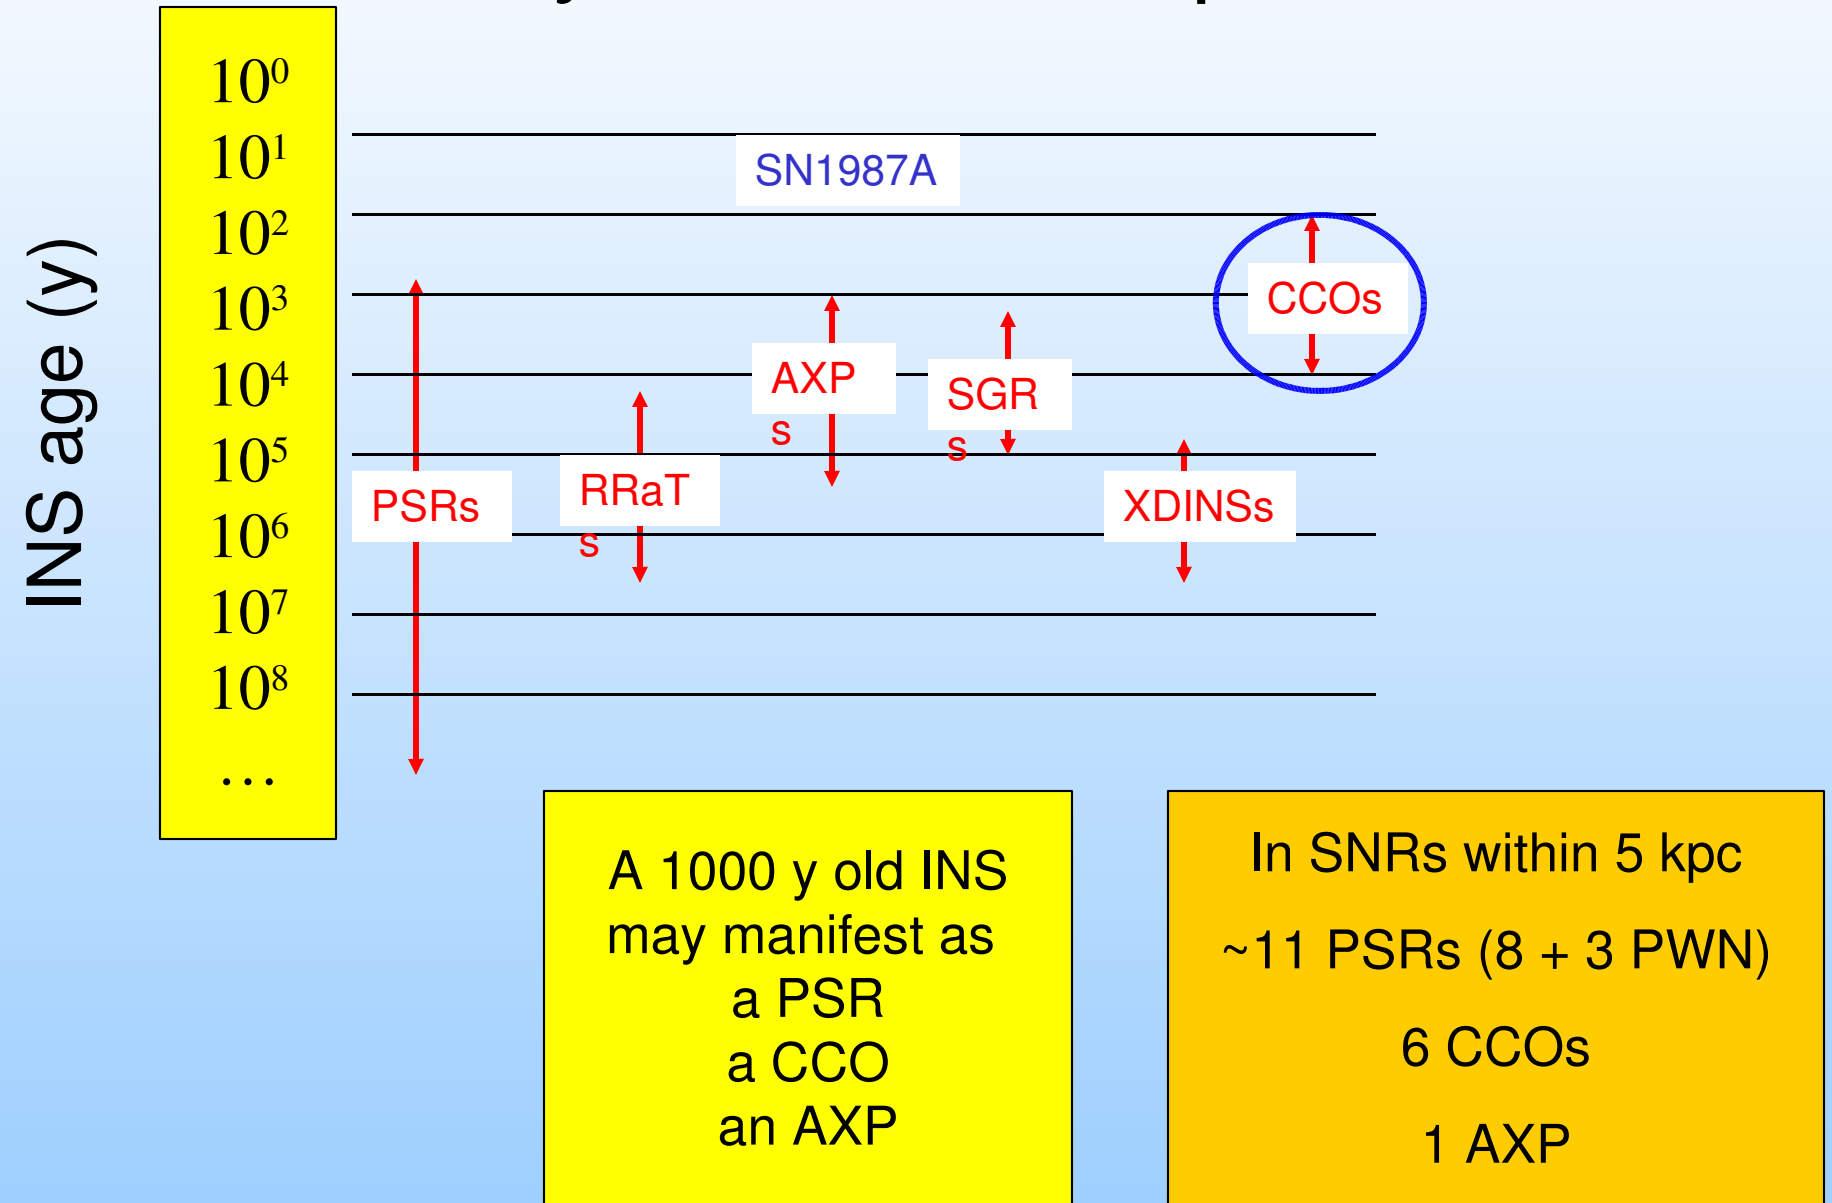 INS age (y)
10⁰
10¹
10²
10³
10⁴
10⁵
10⁶
10⁷
10⁸
…
SN1987A
CCOs
AXP
s
SGR
s
RRaT
s
PSRs
XDINSs
A 1000 y old INS
may manifest as
a PSR
a CCO
an AXP
In SNRs within 5 kpc
~11 PSRs (8 + 3 PWN)
6 CCOs
1 AXP